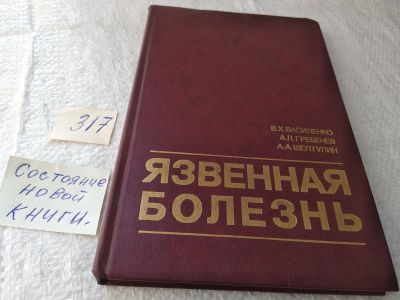 317
Состояние
новой
книги.
В.Х. ВАСИЛЕНКО
А.Л. ГРЕБЕНЕВ
А.А. ШЕПТУЛИН
ЯЗВЕННАЯ
БОЛЕЗНЬ